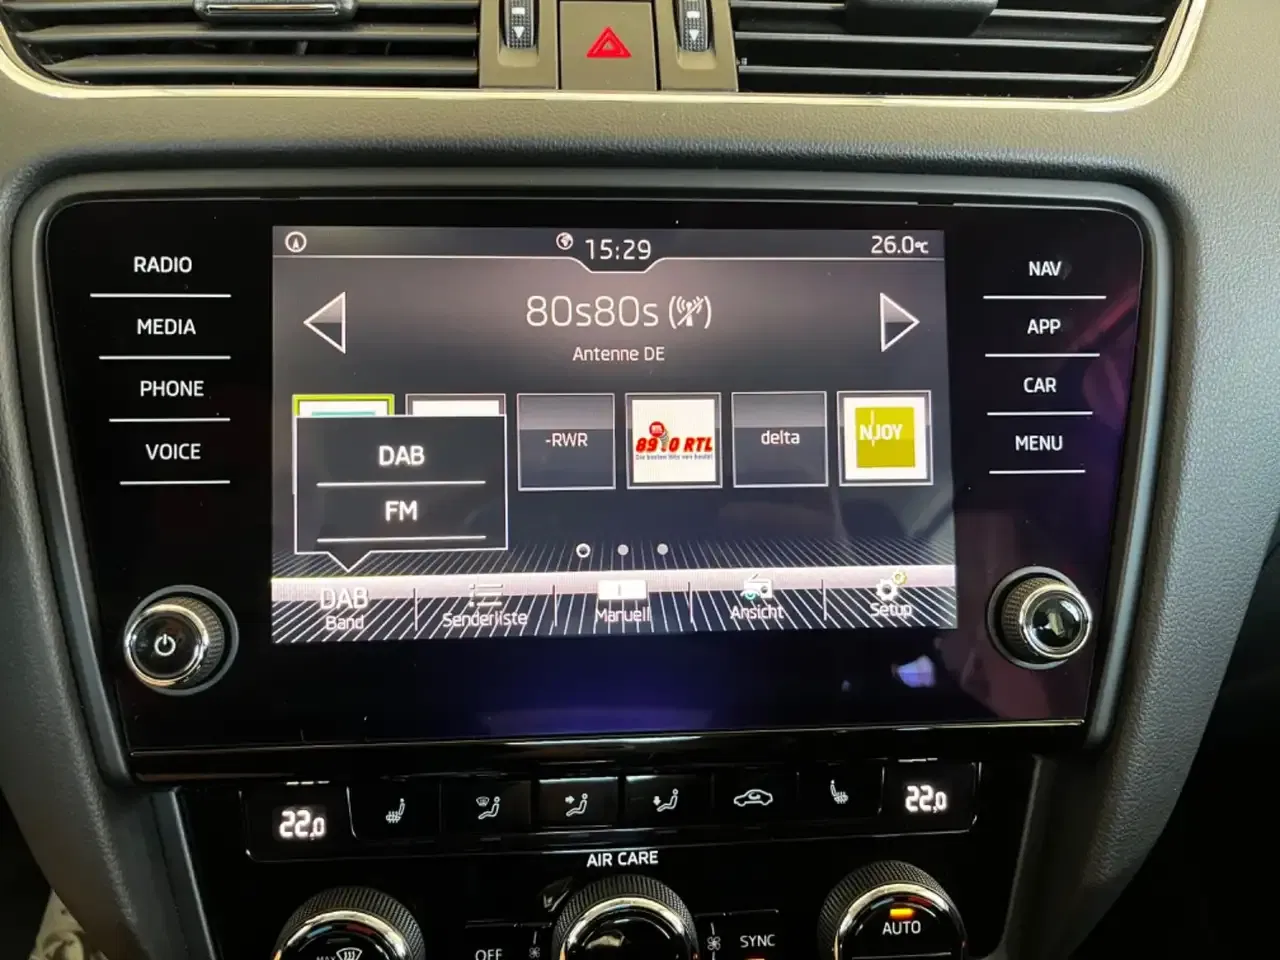 15:29
26.0°C
RADIO
MEDIA
PHONE
VOICE
NAV
APP
CAR
MENU
80s80s
Antenne DE
DAB
FM
-RWR
89.0 RTL
delta
N-JOY
DAB
Band
Senderliste
Manuell
Ansicht
Setup
22,0
22,0
AIR CARE
MAX
OFF
SYNC
AUTO